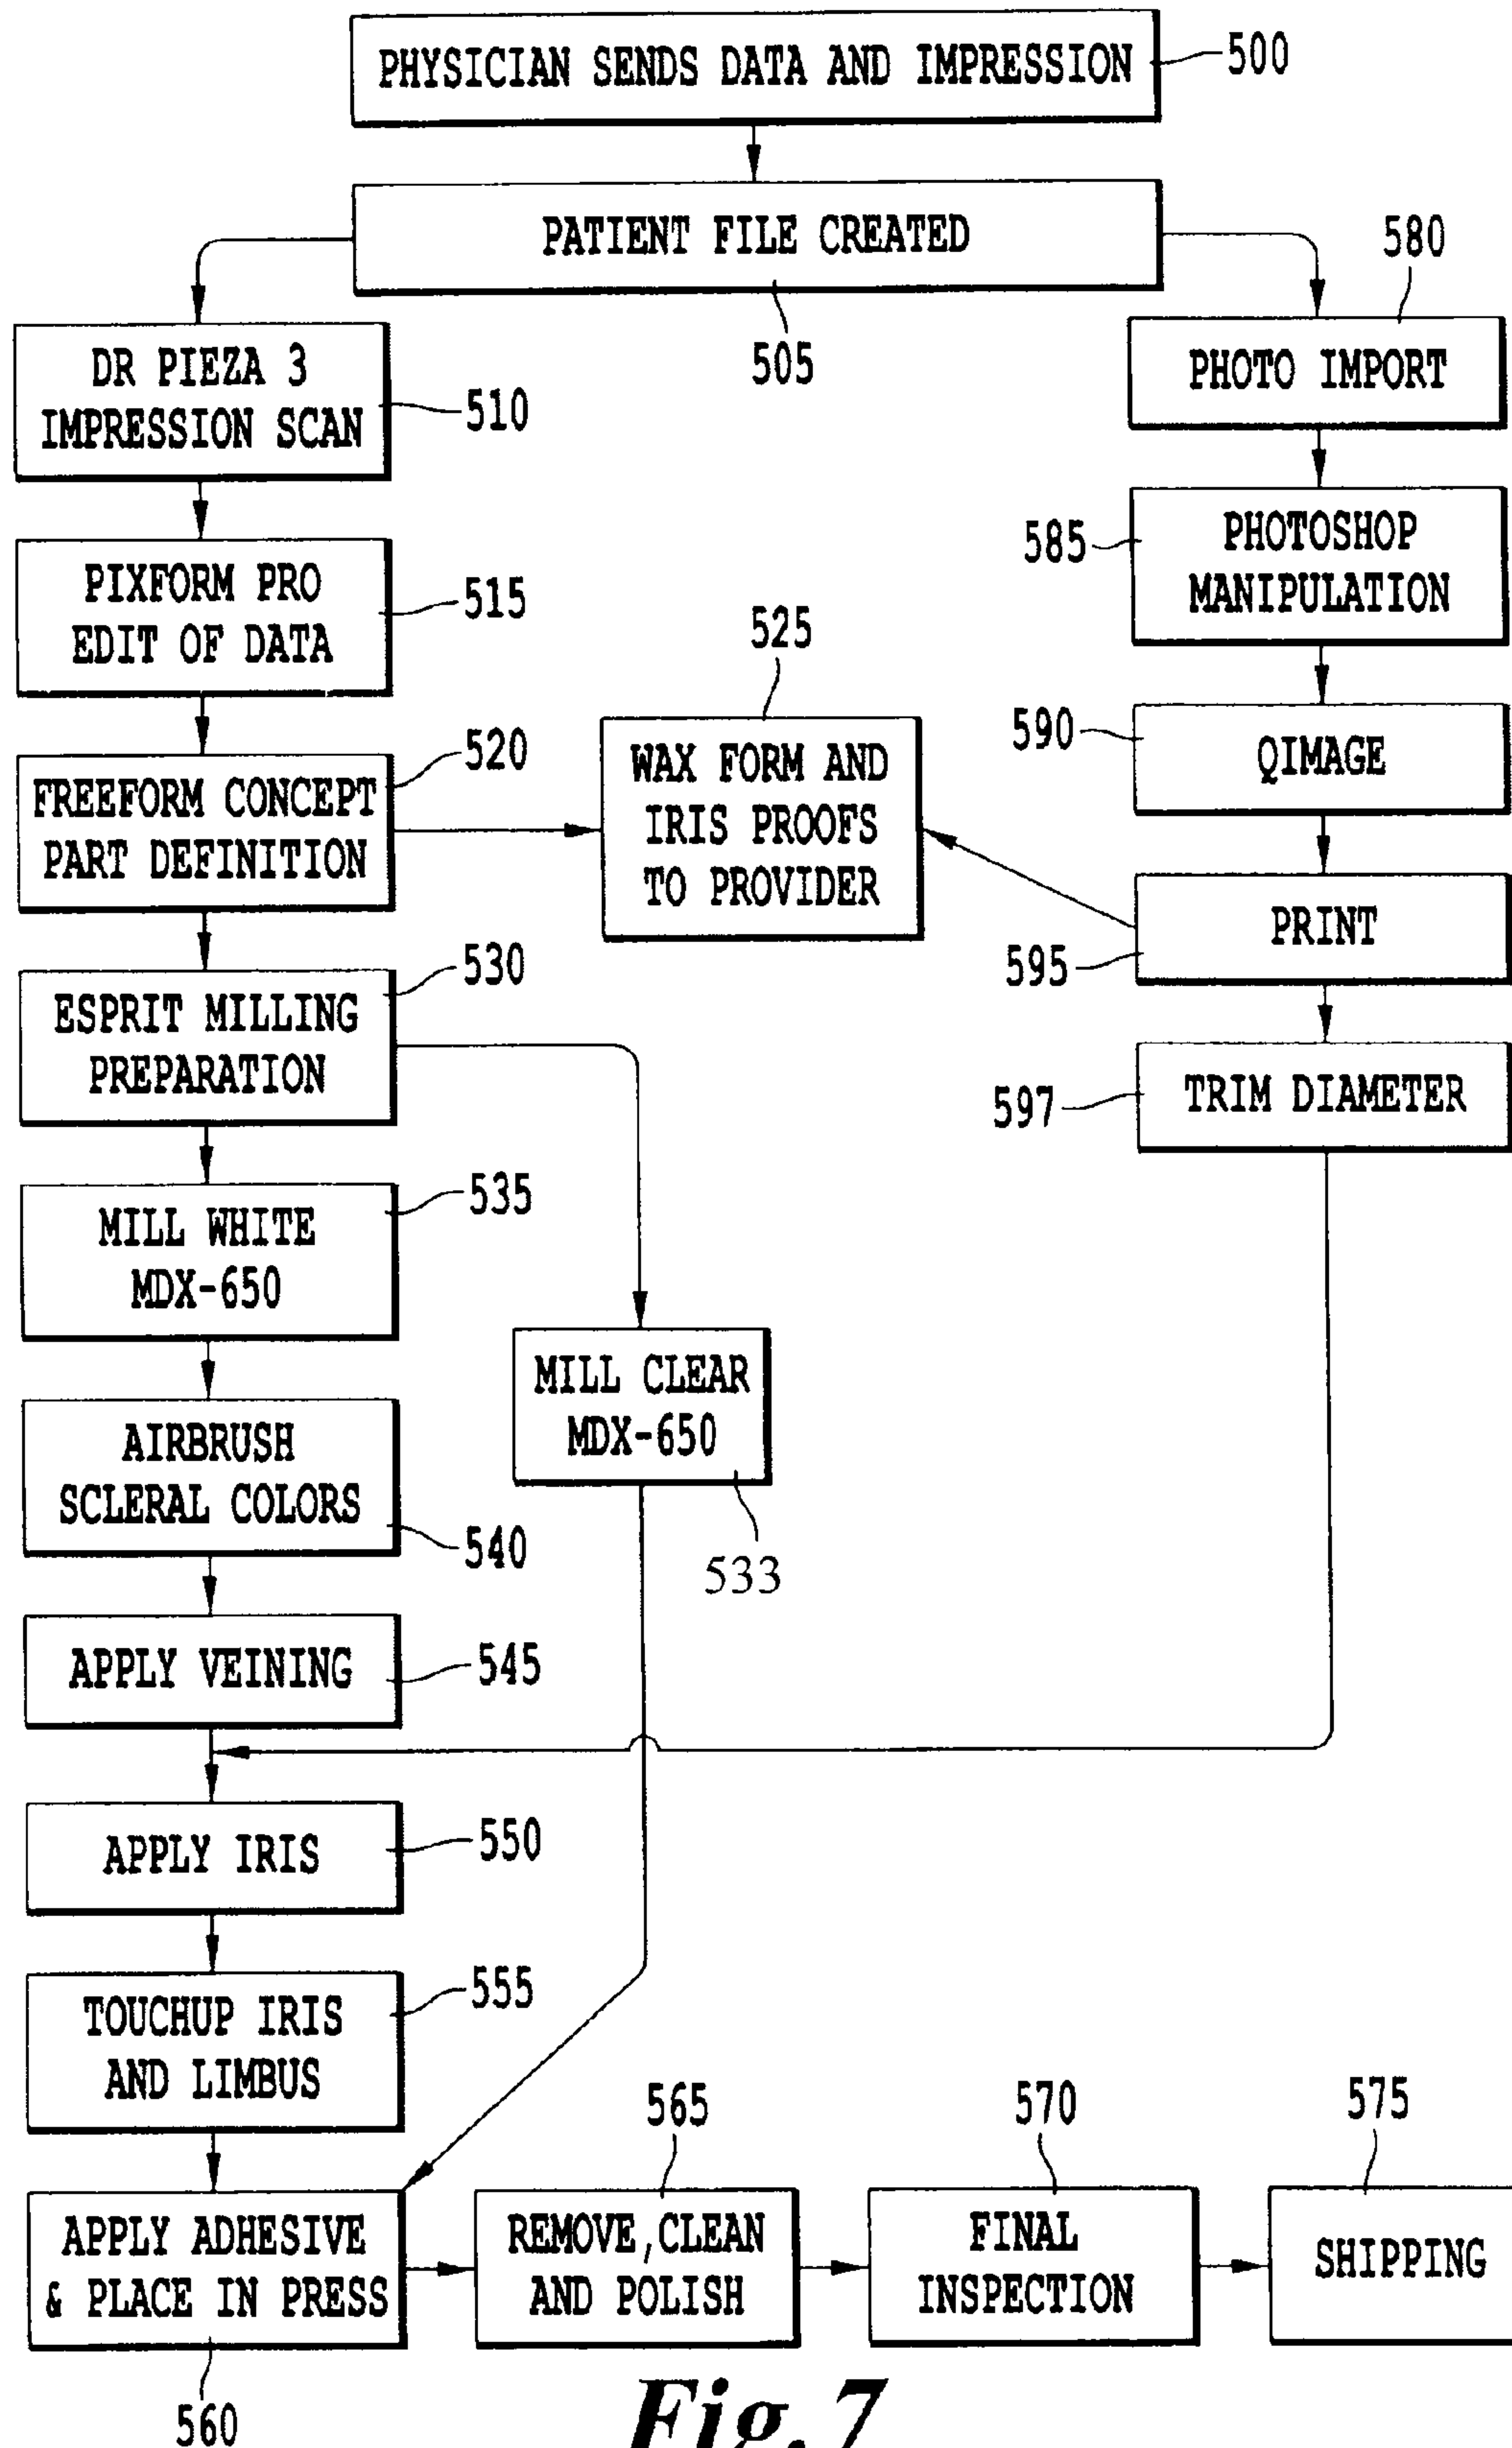 PHYSICIAN SENDS DATA AND IMPRESSION
500
PATIENT FILE CREATED
505
580
DR PIEZA 3
IMPRESSION SCAN
510
PHOTO IMPORT
PIXFORM PRO
EDIT OF DATA
515
585
PHOTOSHOP
MANIPULATION
525
FREEFORM CONCEPT
PART DEFINITION
520
WAX FORM AND
IRIS PROOFS
TO PROVIDER
590
QIMAGE
595
PRINT
ESPRIT MILLING
PREPARATION
530
597
TRIM DIAMETER
MILL WHITE
MDX-650
535
MILL CLEAR
MDX-650
533
AIRBRUSH
SCLERAL COLORS
540
APPLY VEINING
545
APPLY IRIS
550
TOUCHUP IRIS
AND LIMBUS
555
APPLY ADHESIVE
& PLACE IN PRESS
560
565
REMOVE, CLEAN
AND POLISH
570
FINAL
INSPECTION
575
SHIPPING
Fig. 7